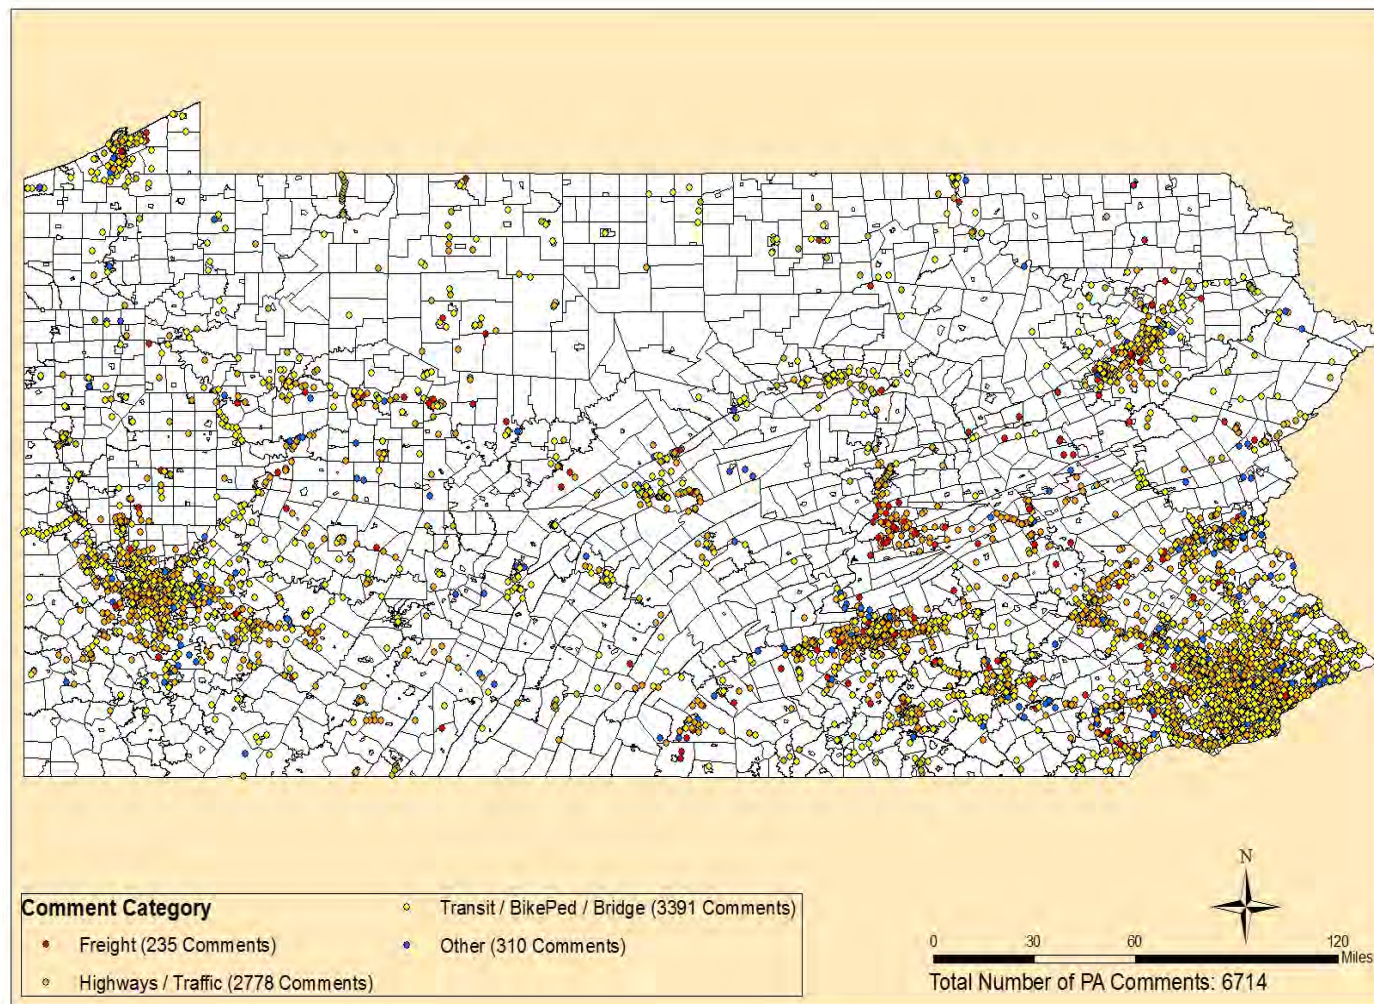 Comment Category
Freight (235 Comments)
Highways / Traffic (2778 Comments)
Transit / BikePed / Bridge (3391 Comments)
Other (310 Comments)
N
0 30 60 120
Miles
Total Number of PA Comments: 6714